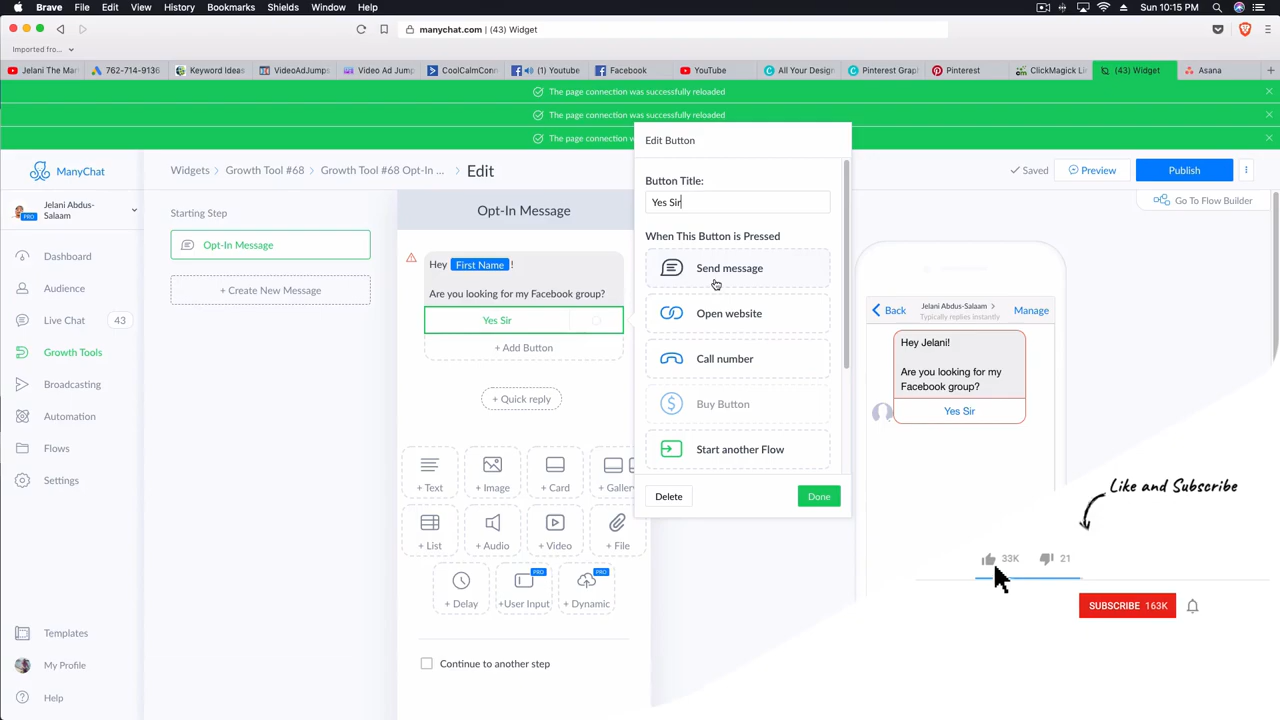 Brave File Edit View History Bookmarks Shields Window Help Sun 10:15 PM
manychat.com | (43) Widget
Imported fro...
Jelani The Mar 762-714-9136 Keyword Ideas VideoAdJumps Video Ad Jump CoolCalmConn (1) Youtube Facebook YouTube All Your Design Pinterest Grap Pinterest ClickMagick Li (43) Widget Asana
The page connection was successfully reloaded
The page connection was successfully reloaded
The page connection
ManyChat
Widgets > Growth Tool #68 > Growth Tool #68 Opt-In ... > Edit
Saved
Preview
Publish
Jelani Abdus-
Salaam
PRO
Dashboard
Audience
Live Chat 43
Growth Tools
Broadcasting
Automation
Flows
Settings
Templates
My Profile
Help
Starting Step
Opt-In Message
+ Create New Message
Opt-In Message
Hey First Name !
Are you looking for my Facebook group?
Yes Sir
+ Add Button
+ Quick reply
+ Text + Image + Card + Gallery
+ List + Audio + Video + File
PRO PRO
+ Delay +User Input + Dynamic
Continue to another step
Edit Button
Button Title:
Yes Sir
When This Button is Pressed
Send message
Open website
Call number
Buy Button
Start another Flow
Delete Done
Go To Flow Builder
Back
Jelani Abdus-Salaam >
Typically replies instantly
Manage
Hey Jelani!
Are you looking for my
Facebook group?
Yes Sir
Like and Subscribe
33K 21
SUBSCRIBE 163K